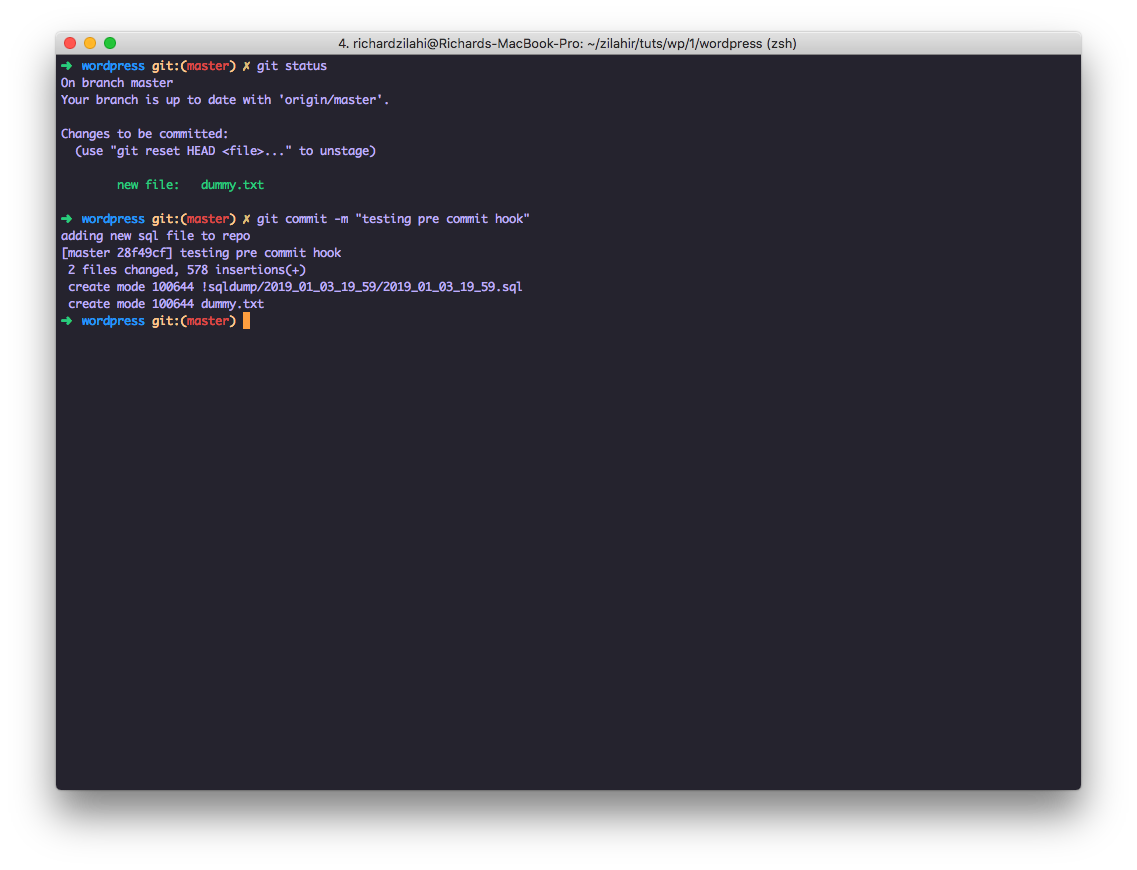 4. richardzilahi@Richards-MacBook-Pro: ~/zilahir/tuts/wp/1/wordpress (zsh)
➜  wordpress git:(master) ✗ git status
On branch master
Your branch is up to date with 'origin/master'.

Changes to be committed:
  (use "git reset HEAD <file>..." to unstage)

        new file:   dummy.txt

➜  wordpress git:(master) ✗ git commit -m "testing pre commit hook"
adding new sql file to repo
[master 28f49cf] testing pre commit hook
 2 files changed, 578 insertions(+)
 create mode 100644 !sqldump/2019_01_03_19_59/2019_01_03_19_59.sql
 create mode 100644 dummy.txt
➜  wordpress git:(master)